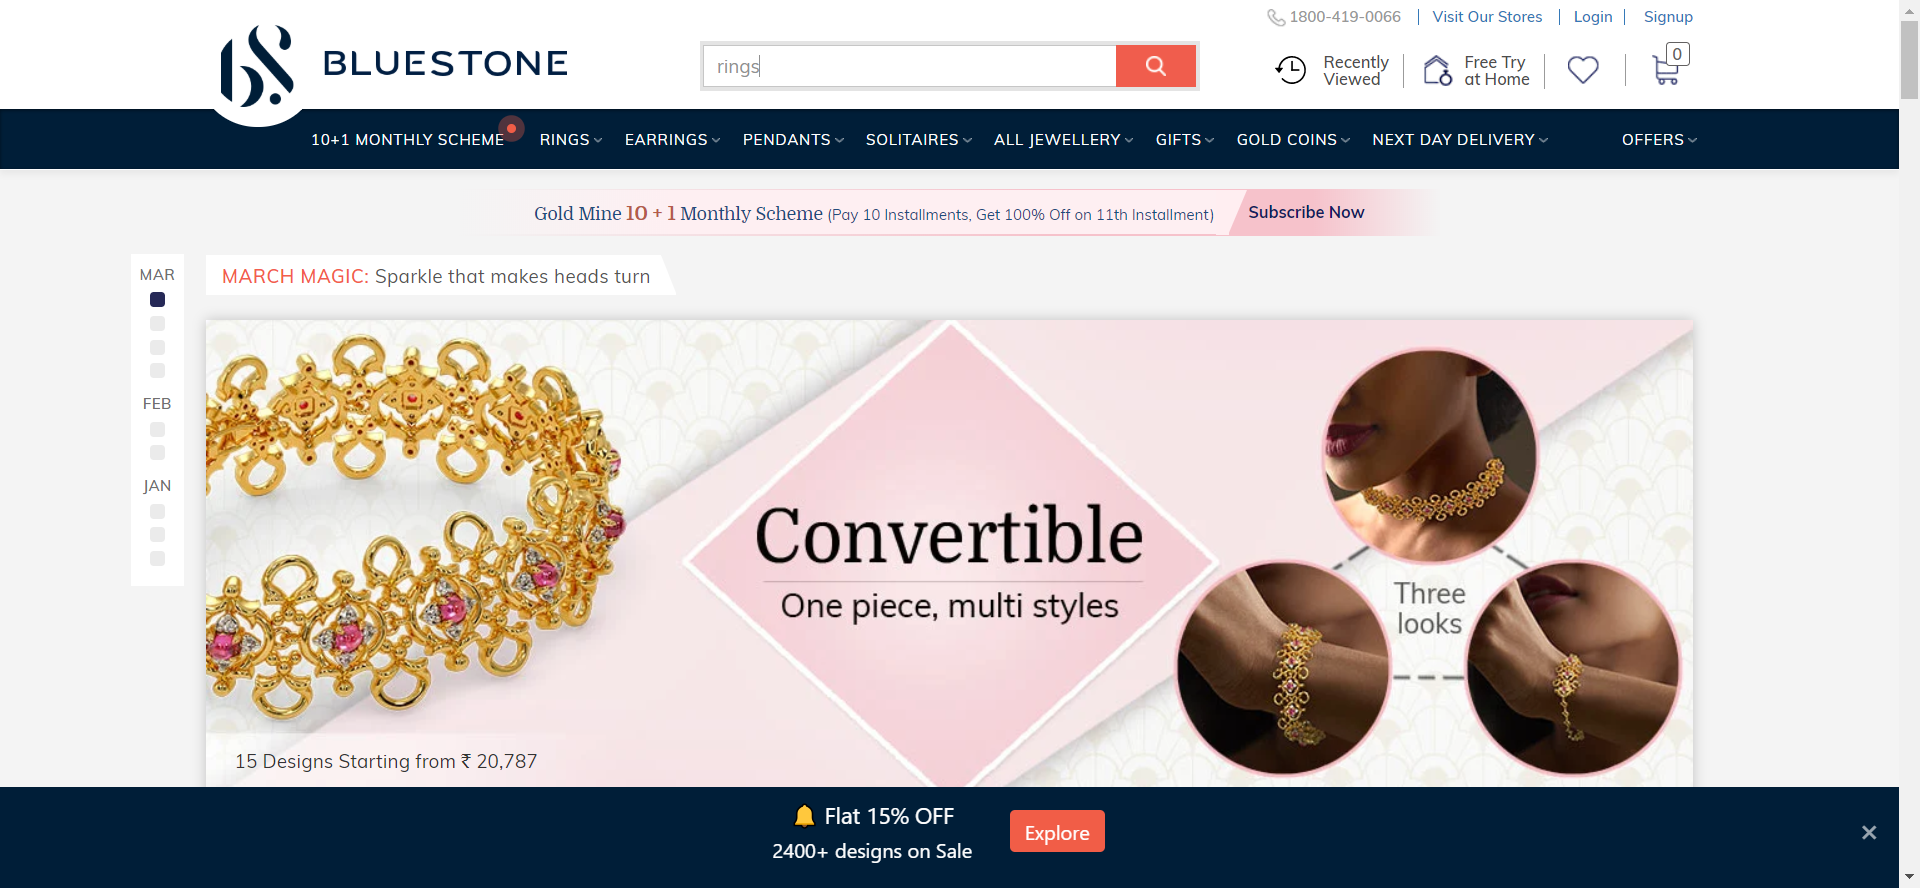 1800-419-0066
Visit Our Stores
Login
Signup
BLUESTONE
rings
Recently
Viewed
Free Try
at Home
0
10+1 MONTHLY SCHEME
RINGS
EARRINGS
PENDANTS
SOLITAIRES
ALL JEWELLERY
GIFTS
GOLD COINS
NEXT DAY DELIVERY
OFFERS
Gold Mine 10 + 1 Monthly Scheme (Pay 10 Installments, Get 100% Off on 11th Installment)
Subscribe Now
MAR
FEB
JAN
MARCH MAGIC: Sparkle that makes heads turn
Convertible
One piece, multi styles
Three
looks
15 Designs Starting from ₹ 20,787
Flat 15% OFF
2400+ designs on Sale
Explore